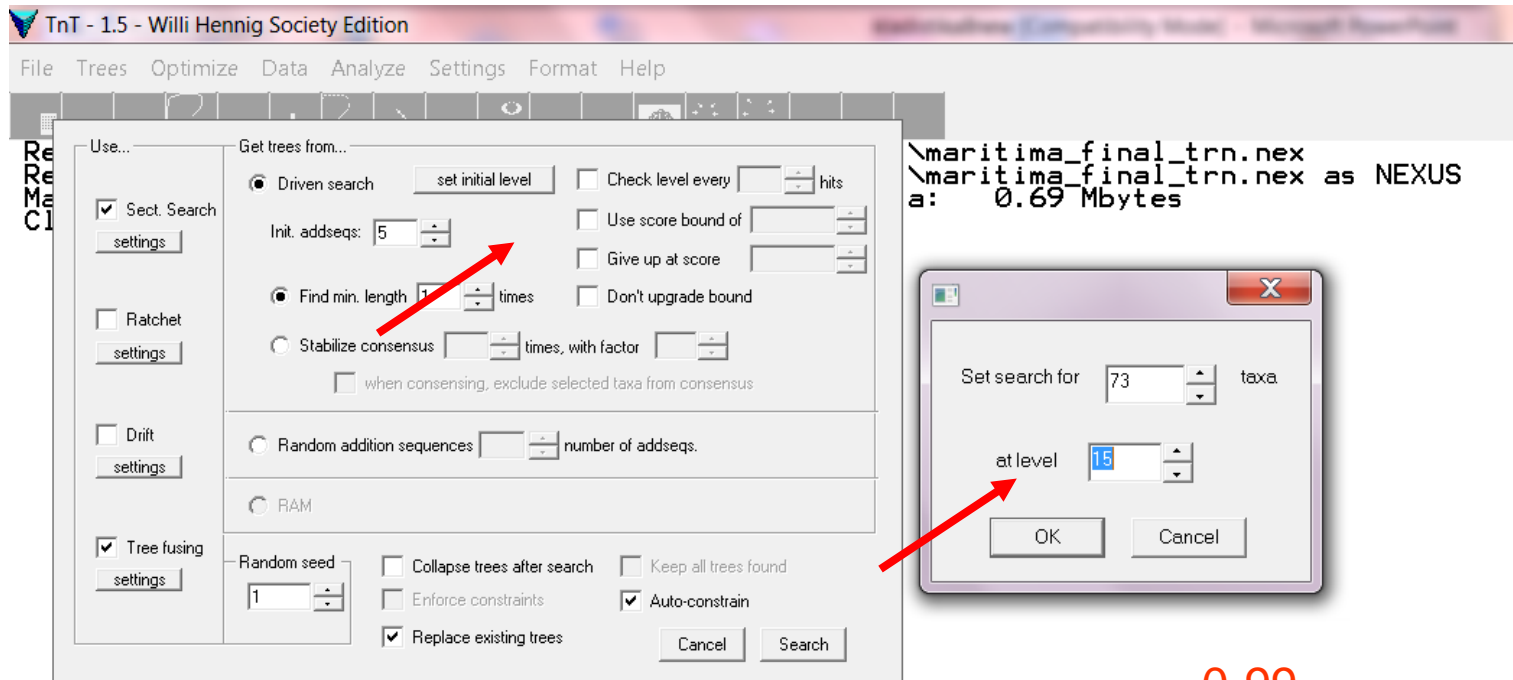 TnT - 1.5 - Willi Hennig Society Edition
File Trees Optimize Data Analyze Settings Format Help
Re
Re
Ma
Cl
\maritima_final_trn.nex
\maritima_final_trn.nex as NEXUS
a: 0.69 Mbytes
Use...
Sect. Search
settings
Ratchet
settings
Drift
settings
Tree fusing
settings
Get trees from...
Driven search set initial level Check level every hits
Init. addseqs: 5 Use score bound of
Give up at score
Find min. length 1 times Don't upgrade bound
Stabilize consensus times, with factor
when consensing, exclude selected taxa from consensus
Random addition sequences number of addseqs.
RAM
Random seed
1
Collapse trees after search Keep all trees found
Enforce constraints Auto-constrain
Replace existing trees Cancel Search
Set search for 73 taxa
at level 15
OK Cancel